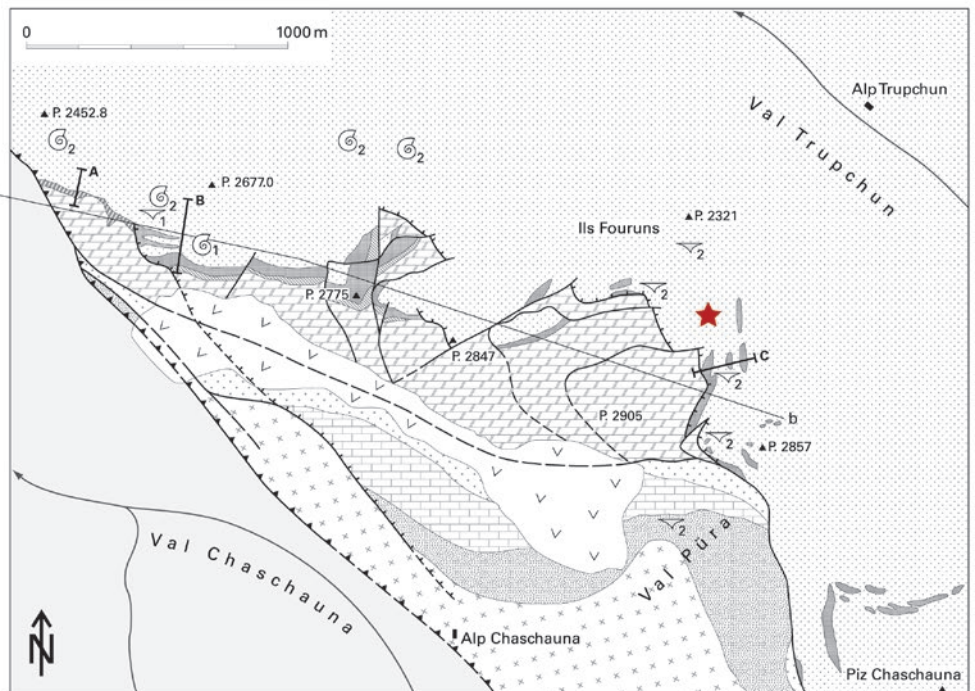 0 1000 m
Alp Trupchun
Val Trupchun
P. 2452.8
2
2
2
A
P. 2677.0
2
B
1
1
P. 2321
Ils Fouruns
2
2
P. 2775
P. 2847
C
2
P. 2905
b
2
P. 2857
2
Val Püra
Val Chaschauna
Alp Chaschauna
N
Piz Chaschauna